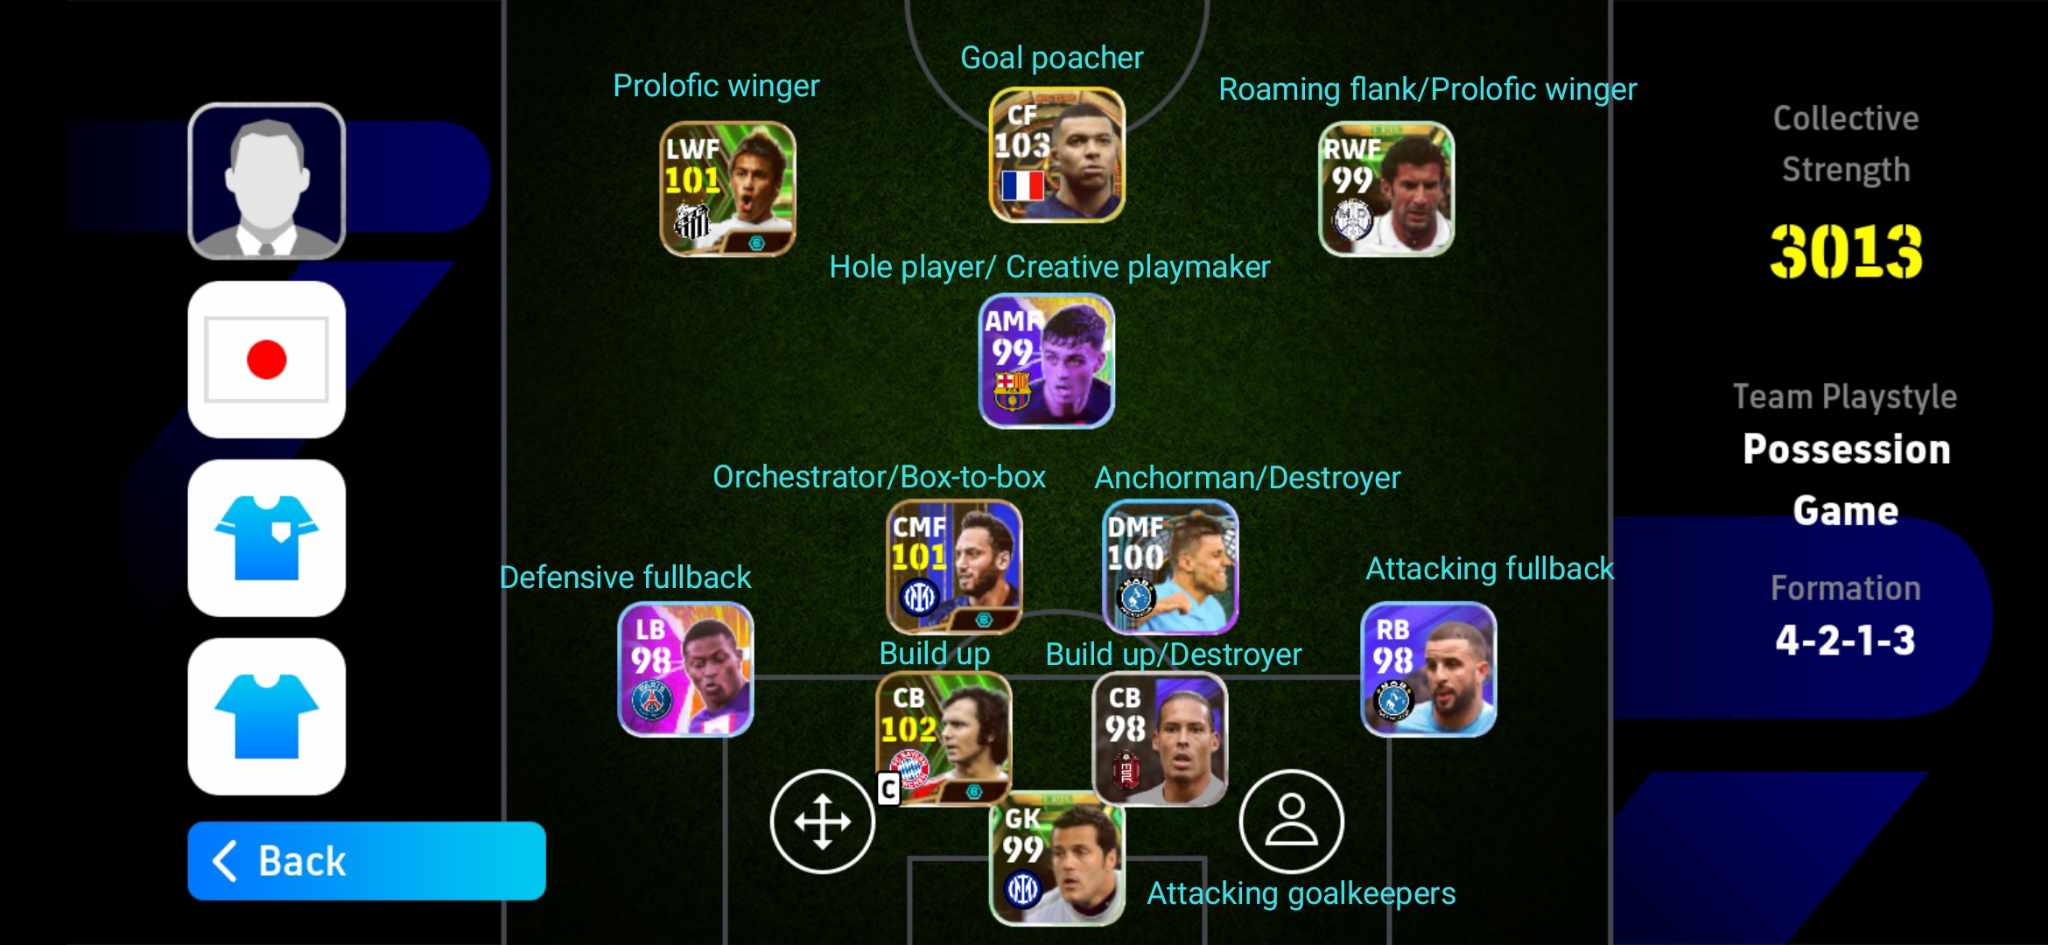 Goal poacher
Prolofic winger
Roaming flank/Prolofic winger
CF
103
LWF
101
RWF
99
Hole player/ Creative playmaker
AMF
99
Orchestrator/Box-to-box
Anchorman/Destroyer
CMF
101
DMF
100
Defensive fullback
Attacking fullback
LB
98
RB
98
Build up
Build up/Destroyer
CB
102
C
CB
98
GK
99
Attacking goalkeepers
Back
Collective
Strength
3013
Team Playstyle
Possession
Game
Formation
4-2-1-3